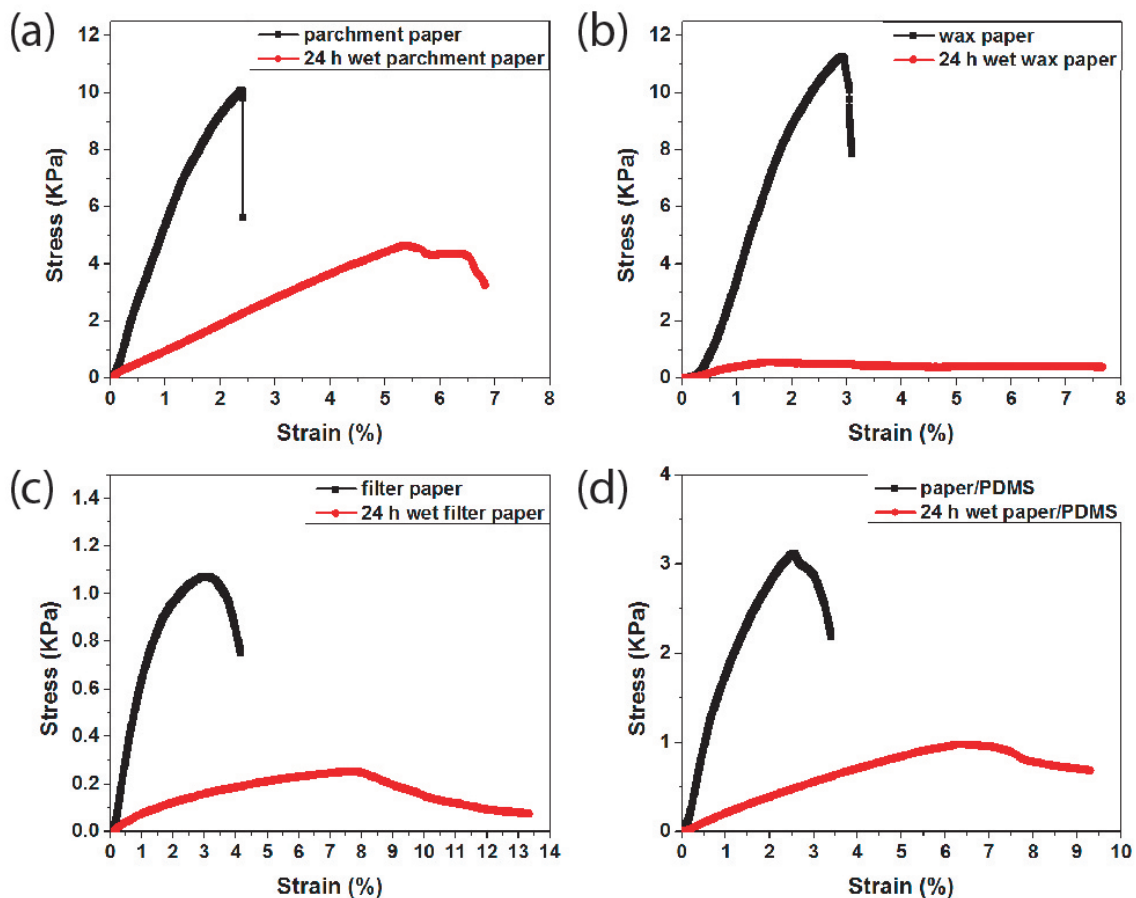 (a)
parchment paper
24 h wet parchment paper
Stress (KPa)
12
10
8
6
4
2
0
0 1 2 3 4 5 6 7 8
Strain (%)
(b)
wax paper
24 h wet wax paper
Stress (KPa)
12
10
8
6
4
2
0
0 1 2 3 4 5 6 7 8
Strain (%)
(c)
filter paper
24 h wet filter paper
Stress (KPa)
1.4
1.2
1.0
0.8
0.6
0.4
0.2
0.0
0 1 2 3 4 5 6 7 8 9 10 11 12 13 14
Strain (%)
(d)
paper/PDMS
24 h wet paper/PDMS
Stress (KPa)
4
3
2
1
0
0 1 2 3 4 5 6 7 8 9 10
Strain (%)